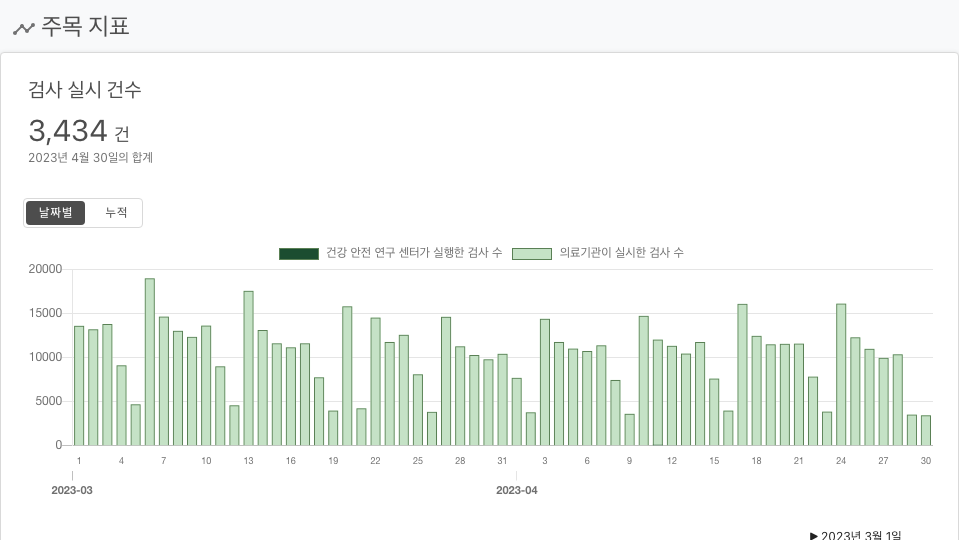 주목 지표
검사 실시 건수
3,434 건
2023년 4월 30일의 합계
날짜별 누적
건강 안전 연구 센터가 실행한 검사 수 의료기관이 실시한 검사 수
20000
15000
10000
5000
0
1 4 7 10 13 16 19 22 25 28 31 3 6 9 12 15 18 21 24 27 30
2023-03 2023-04
▶ 2023년 3월 1일